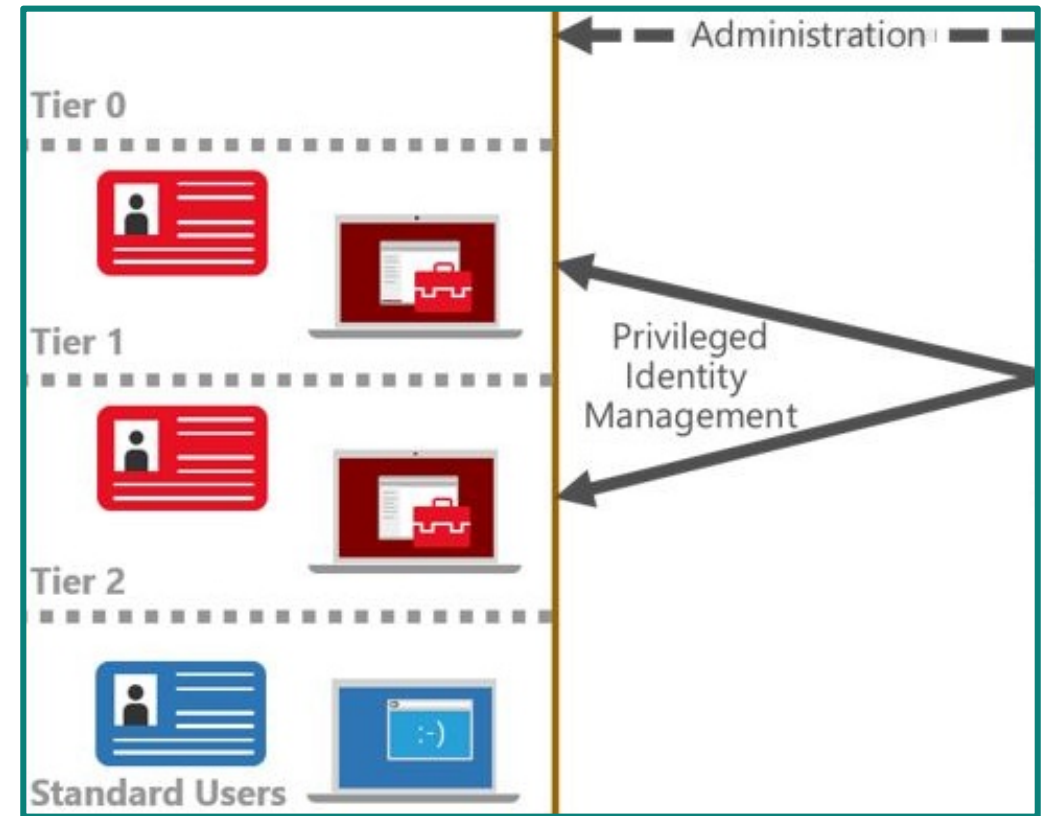 Administration
Tier 0
Tier 1
Privileged
Identity
Management
Tier 2
:-)
Standard Users